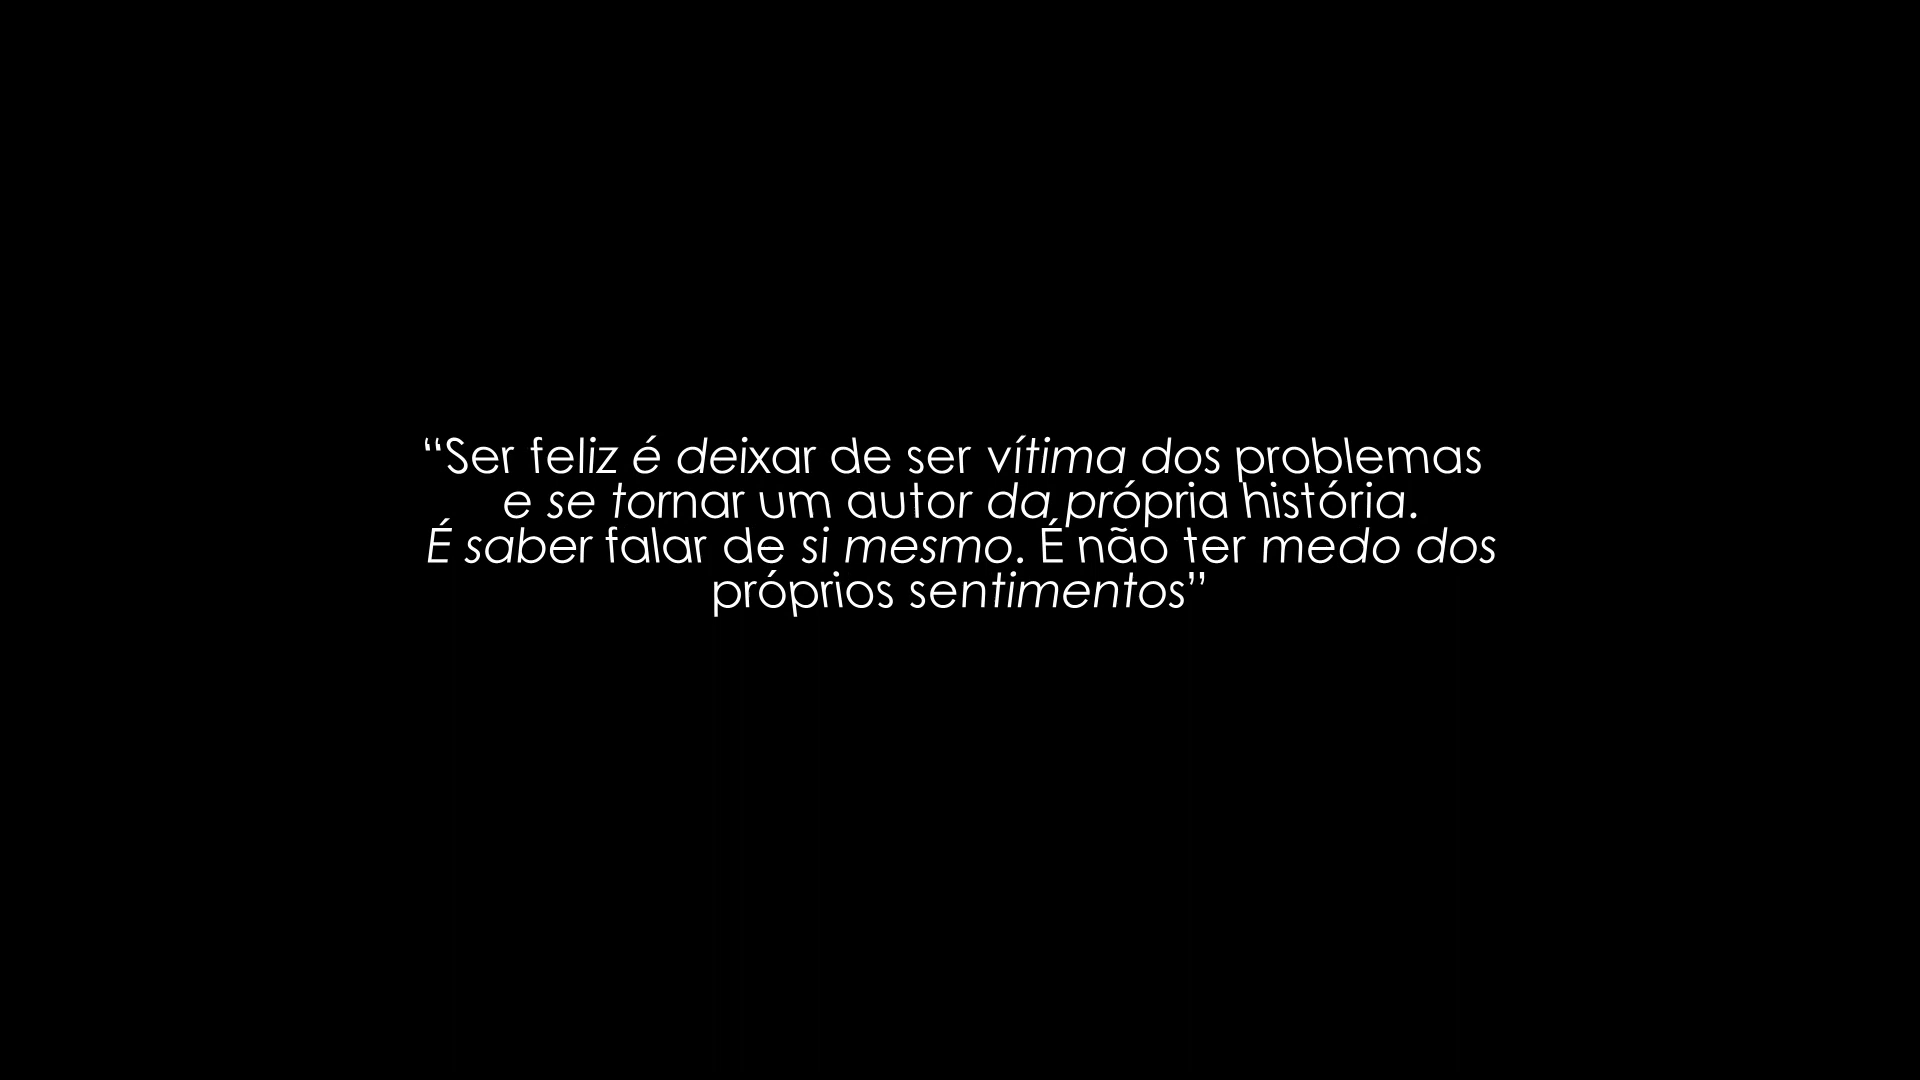 “Ser feliz é deixar de ser vítima dos problemas
e se tornar um autor da própria história.
É saber falar de si mesmo. É não ter medo dos
próprios sentimentos”